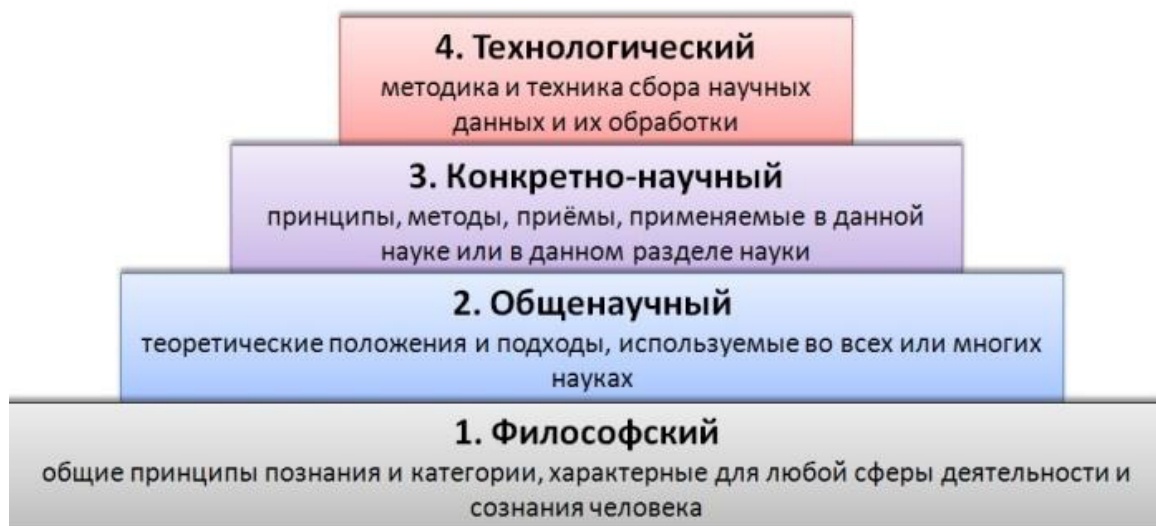 4. Технологический
методика и техника сбора научных
данных и их обработки
3. Конкретно-научный
принципы, методы, приёмы, применяемые в данной
науке или в данном разделе науки
2. Общенаучный
теоретические положения и подходы, используемые во всех или многих
науках
1. Философский
общие принципы познания и категории, характерные для любой сферы деятельности и
сознания человека